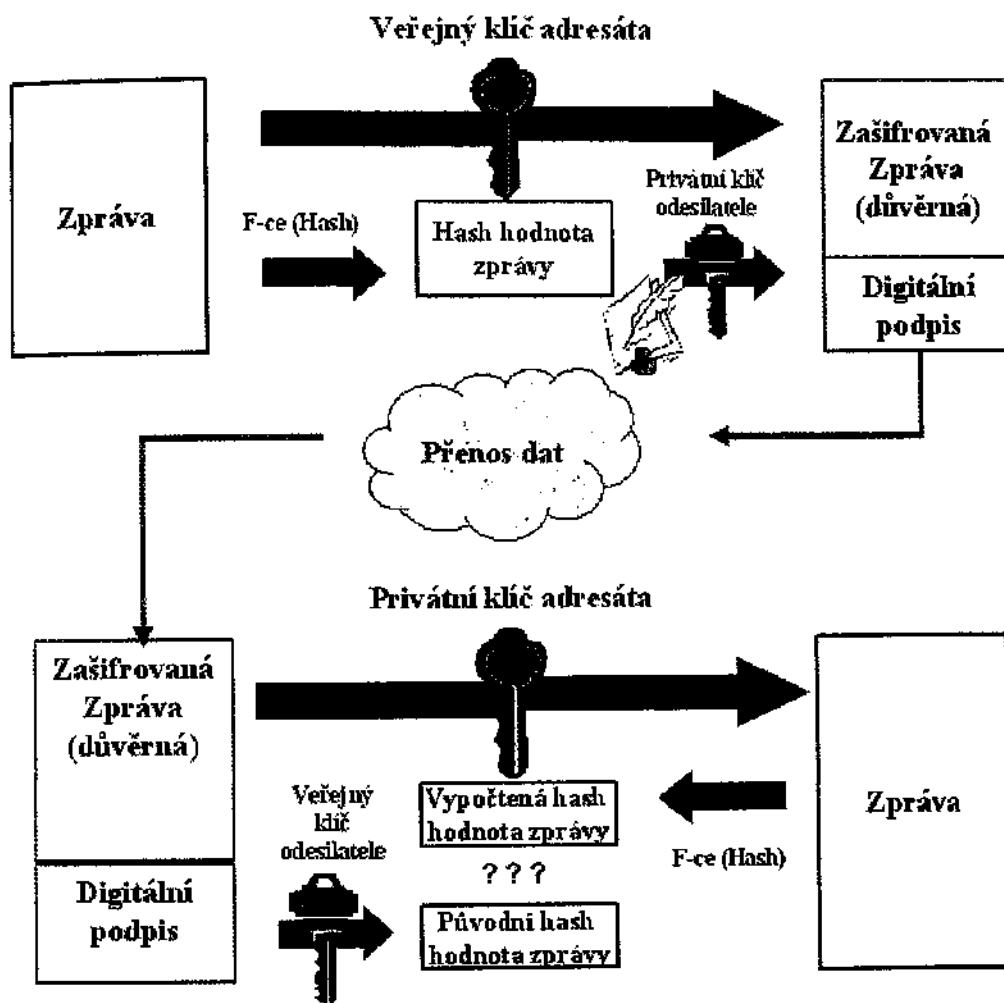 Veřejný klíč adresáta
Zpráva
F-ce (Hash)
Hash hodnota
zprávy
Privátní klíč
odesilatele
Zašifrovaná
Zpráva
(důvěrná)
Digitální
podpis
Přenos dat
Privátní klíč adresáta
Zašifrovaná
Zpráva
(důvěrná)
Digitální
podpis
Veřejný
klíč
odesilatele
Vypočtená hash
hodnota zprávy
? ? ?
Původní hash
hodnota zprávy
F-ce (Hash)
Zpráva